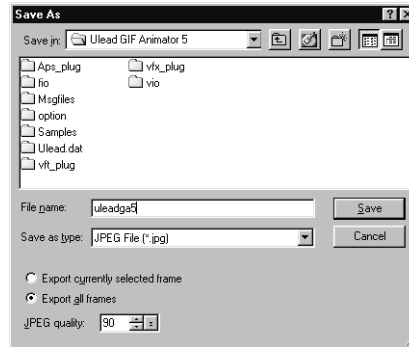 Save As
Save in: Ulead GIF Animator 5
Aps_plug
fio
Msgfiles
option
Samples
Ulead.dat
vft_plug
vfx_plug
vio
File name: uleadga5 Save
Save as type: JPEG File (*.jpg) Cancel
Export currently selected frame
Export all frames
JPEG quality: 90